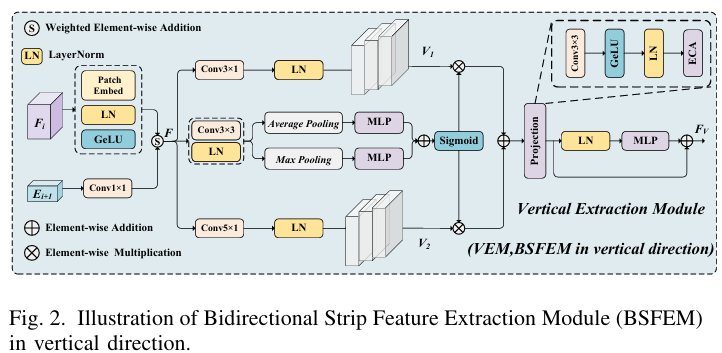 S Weighted Element-wise Addition
LN LayerNorm
Patch
Embed
LN
GeLU
F_i
E_{i+1}
Conv1×1
S
F
Conv3×1
LN
V_1
Conv3×3
LN
Average Pooling
MLP
Max Pooling
MLP
Sigmoid
Conv5×1
LN
V_2
Projection
Conv3×3
GeLU
LN
ECA
LN
MLP
F_V
Element-wise Addition
Element-wise Multiplication
Vertical Extraction Module
(VEM,BSFEM in vertical direction)
Fig. 2. Illustration of Bidirectional Strip Feature Extraction Module (BSFEM)
in vertical direction.